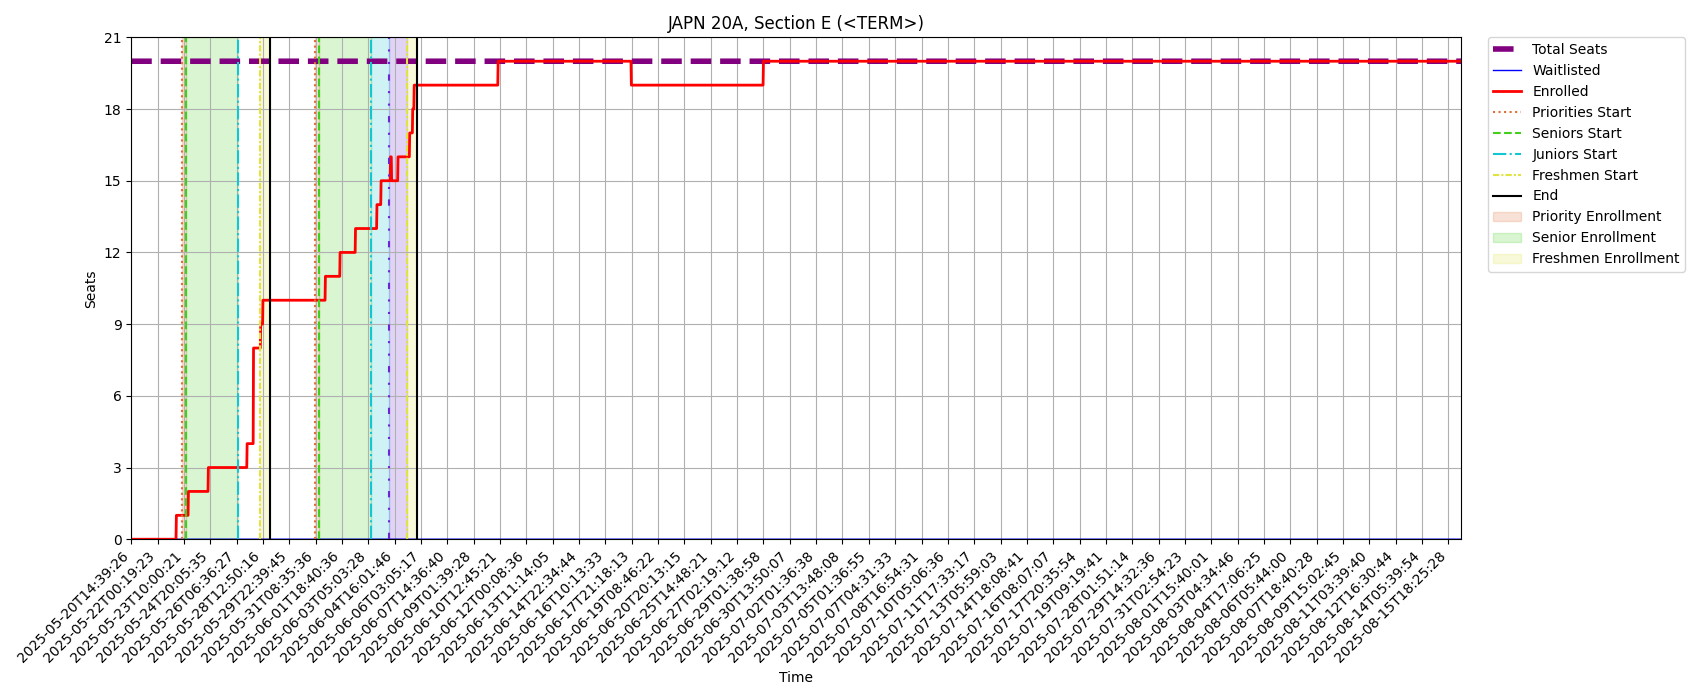 JAPN 20A, Section E (<TERM>)
Seats
21
18
15
12
9
6
3
0
2025-05-20T14:39:26
2025-05-22T00:19:23
2025-05-23T10:00:21
2025-05-24T20:05:35
2025-05-26T06:36:27
2025-05-28T12:50:16
2025-05-29T22:39:45
2025-05-31T08:35:36
2025-06-01T18:40:36
2025-06-03T05:03:28
2025-06-04T16:01:46
2025-06-06T03:05:17
2025-06-07T14:36:40
2025-06-09T01:39:28
2025-06-10T12:45:21
2025-06-12T00:08:36
2025-06-13T11:14:05
2025-06-14T22:34:44
2025-06-16T10:13:33
2025-06-17T21:18:13
2025-06-19T08:46:22
2025-06-20T20:13:15
2025-06-25T14:48:21
2025-06-27T02:19:12
2025-06-29T01:38:58
2025-06-30T13:50:07
2025-07-02T01:36:38
2025-07-03T13:48:08
2025-07-05T01:36:55
2025-07-07T04:31:33
2025-07-08T16:54:31
2025-07-10T05:06:36
2025-07-11T17:33:17
2025-07-13T05:59:03
2025-07-14T18:08:41
2025-07-16T08:07:07
2025-07-17T20:35:54
2025-07-19T09:19:41
2025-07-28T01:51:14
2025-07-29T14:32:36
2025-07-31T02:54:23
2025-08-01T15:40:01
2025-08-03T04:34:46
2025-08-04T17:06:25
2025-08-06T05:44:00
2025-08-07T18:40:28
2025-08-09T15:02:45
2025-08-11T03:39:40
2025-08-12T16:30:44
2025-08-14T05:39:54
2025-08-15T18:25:28
Time
Total Seats
Waitlisted
Enrolled
Priorities Start
Seniors Start
Juniors Start
Freshmen Start
End
Priority Enrollment
Senior Enrollment
Freshmen Enrollment